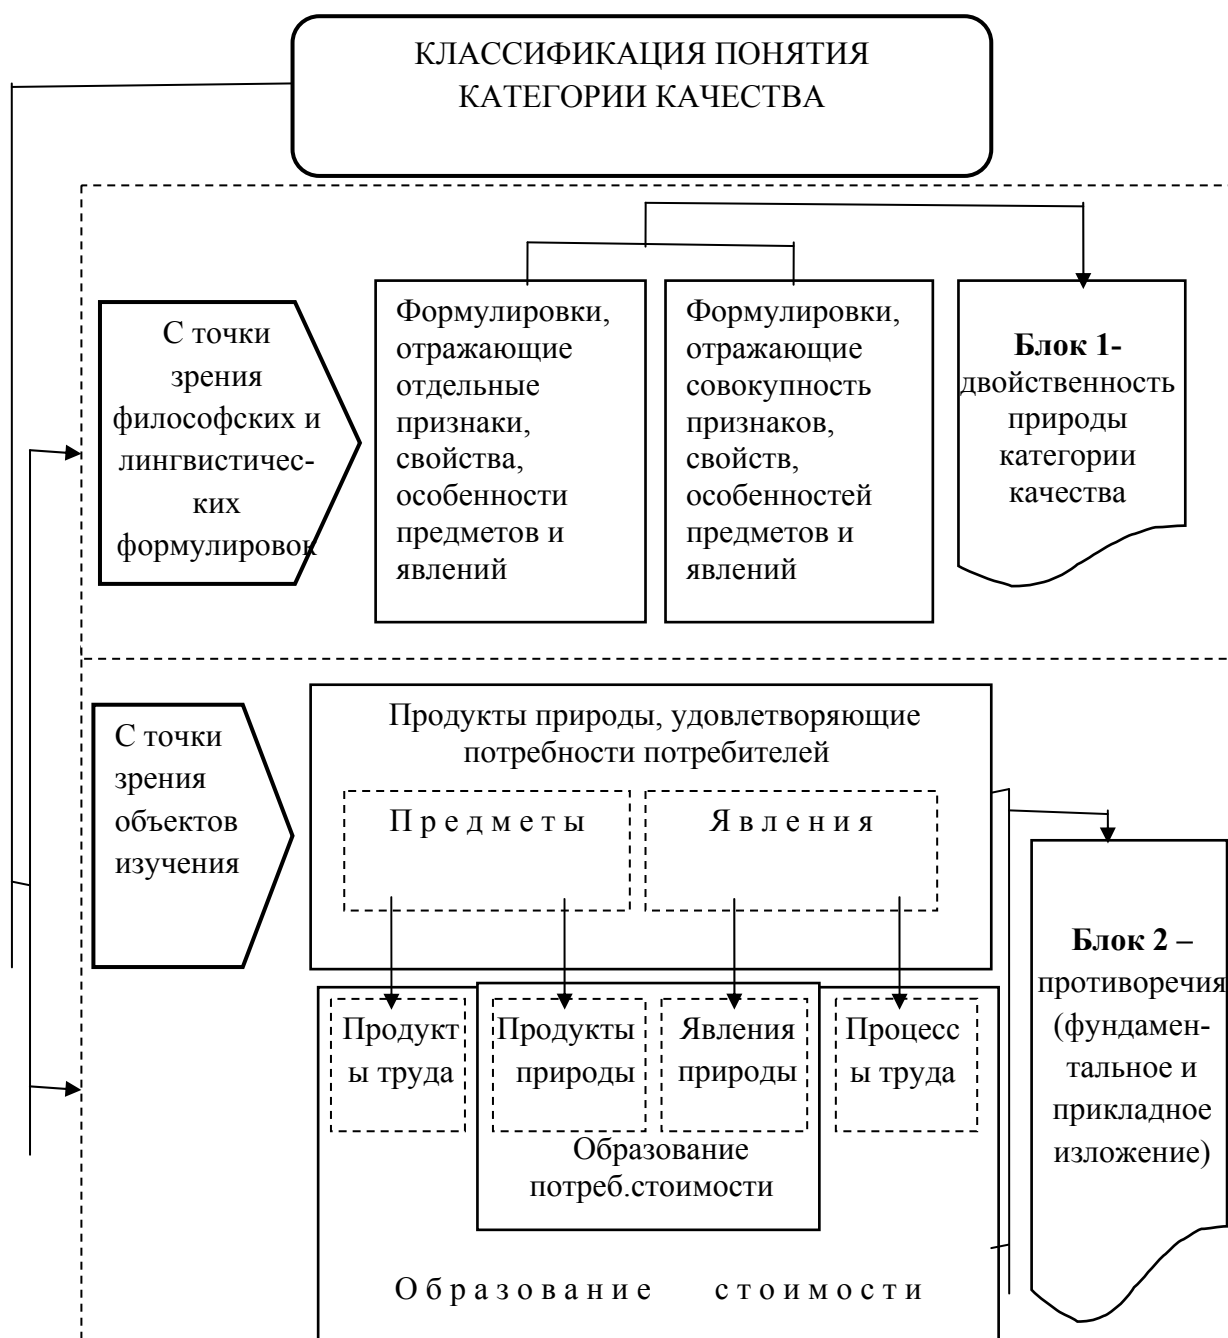 КЛАССИФИКАЦИЯ ПОНЯТИЯ
КАТЕГОРИИ КАЧЕСТВА
С точки
зрения
философских и
лингвистичес-
ких
формулировок
Формулировки,
отражающие
отдельные
признаки,
свойства,
особенности
предметов и
явлений
Формулировки,
отражающие
совокупность
признаков,
свойств,
особенностей
предметов и
явлений
Блок 1-
двойственность
природы
категории
качества
С точки
зрения
объектов
изучения
Продукты природы, удовлетворяющие
потребности потребителей
П р е д м е т ы
Я в л е н и я
Продукт
ы труда
Продукты
природы
Явления
природы
Процесс
ы труда
Образование
потреб.стоимости
О б р а з о в а н и е с т о и м о с т и
Блок 2 –
противоречия
(фундамен-
тальное и
прикладное
изложение)